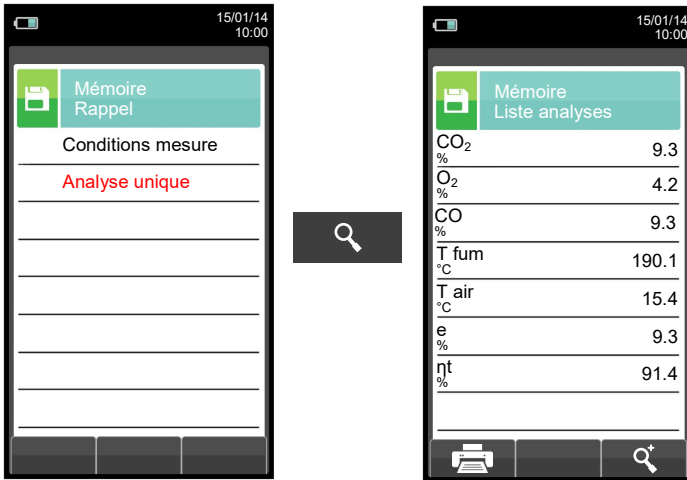 15/01/14
10:00
Mémoire
Rappel
Conditions mesure
Analyse unique
15/01/14
10:00
Mémoire
Liste analyses
CO₂
% 9.3
O₂
% 4.2
CO
% 9.3
T fum
°C 190.1
T air
°C 15.4
e
% 9.3
ηt
% 91.4